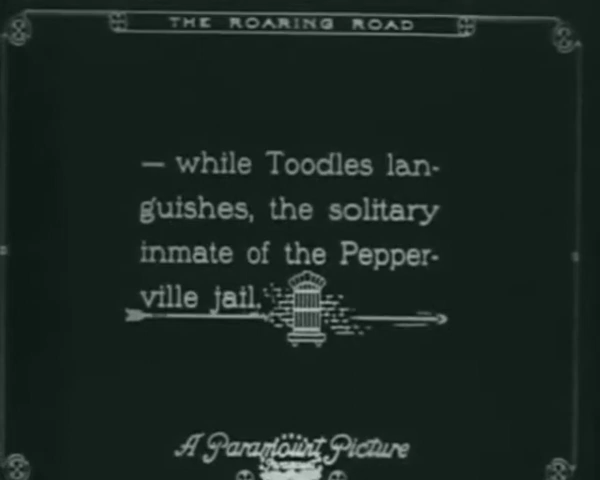 THE ROARING ROAD
— while Toodles lan-
guishes, the solitary
inmate of the Pepper-
ville jail.
A Paramount Picture